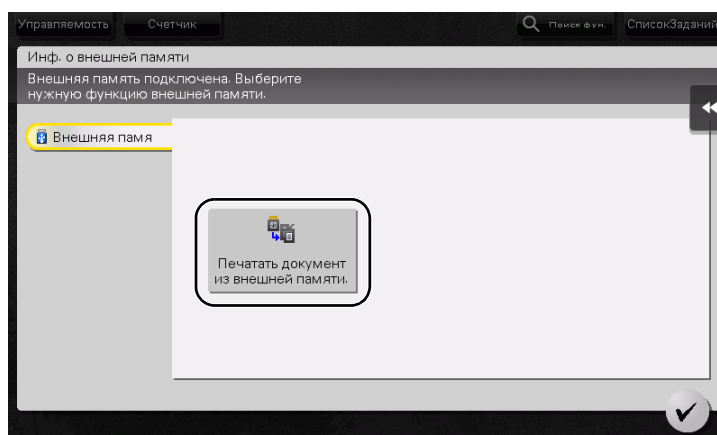 Управляемость Счетчик Поиск фун. СписокЗаданий
Инф. о внешней памяти
Внешняя память подключена. Выберите
нужную функцию внешней памяти.
Внешняя памя
Печатать документ
из внешней памяти.